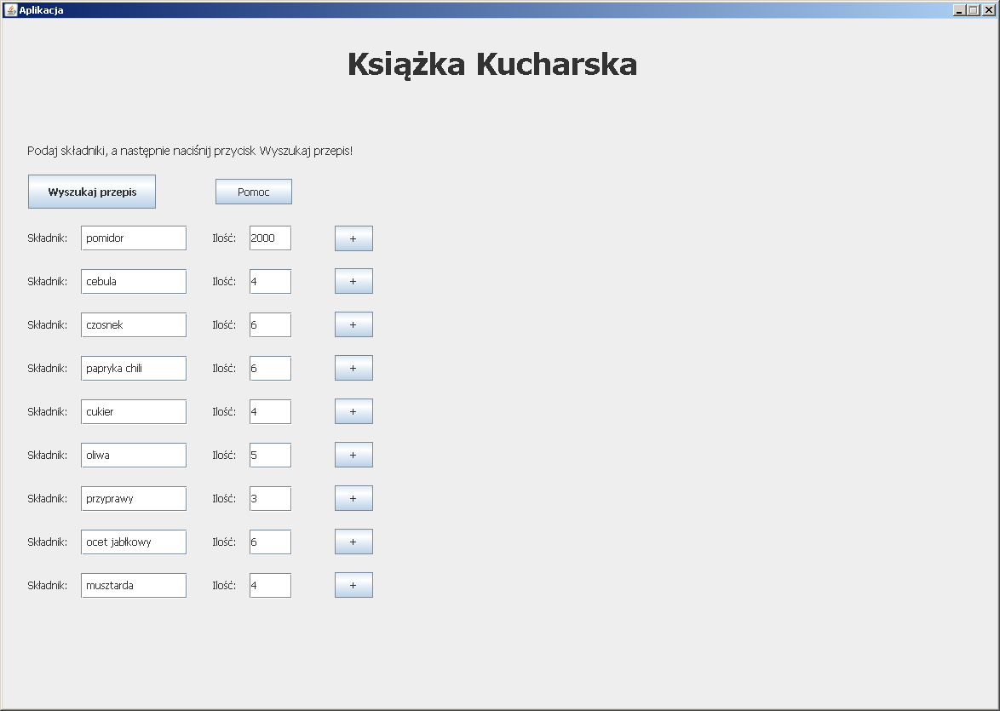 Aplikacja
Książka Kucharska
Podaj składniki, a następnie naciśnij przycisk Wyszukaj przepis!
Wyszukaj przepis Pomoc
Składnik: pomidor Ilość: 2000 +
Składnik: cebula Ilość: 4 +
Składnik: czosnek Ilość: 6 +
Składnik: papryka chili Ilość: 6 +
Składnik: cukier Ilość: 4 +
Składnik: oliwa Ilość: 5 +
Składnik: przyprawy Ilość: 3 +
Składnik: ocet jabłkowy Ilość: 6 +
Składnik: musztarda Ilość: 4 +